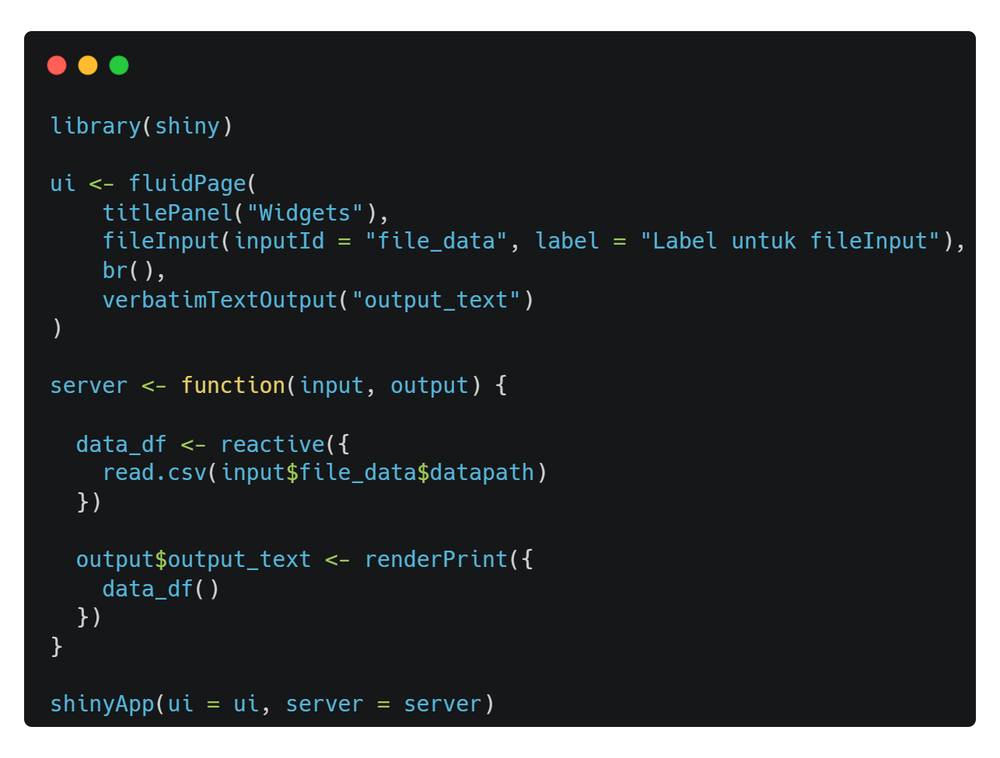 library(shiny)
ui <- fluidPage(
titlePanel("Widgets"),
fileInput(inputId = "file_data", label = "Label untuk fileInput"),
br(),
verbatimTextOutput("output_text")
)
server <- function(input, output) {
data_df <- reactive({
read.csv(input$file_data$datapath)
})
output$output_text <- renderPrint({
data_df()
})
}
shinyApp(ui = ui, server = server)